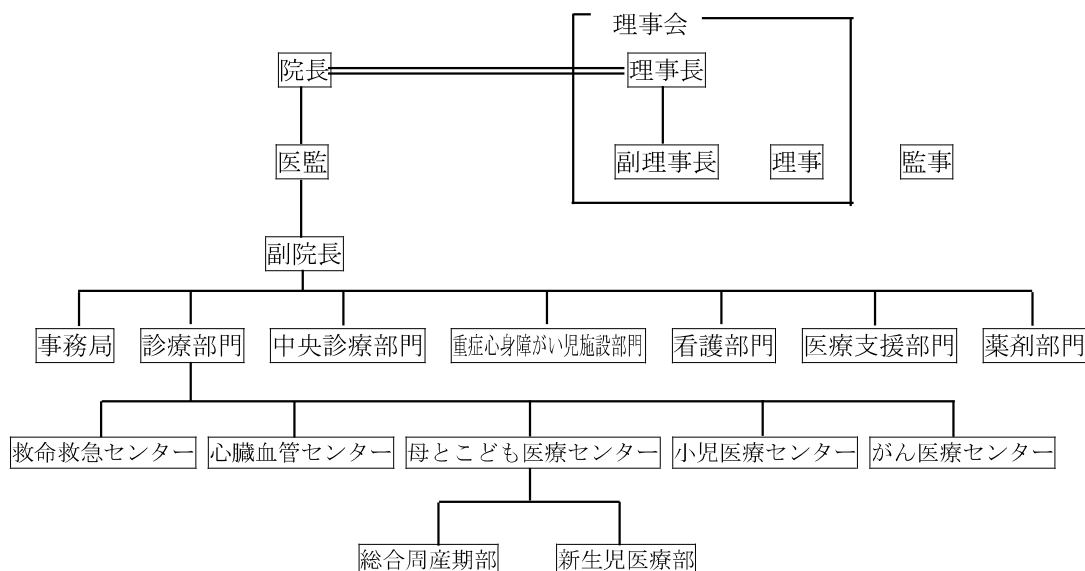 理事会
院長
理事長
医監
副理事長
理事
監事
副院長
事務局
診療部門
中央診療部門
重症心身障がい児施設部門
看護部門
医療支援部門
薬剤部門
救命救急センター
心臓血管センター
母とこども医療センター
小児医療センター
がん医療センター
総合周産期部
新生児医療部